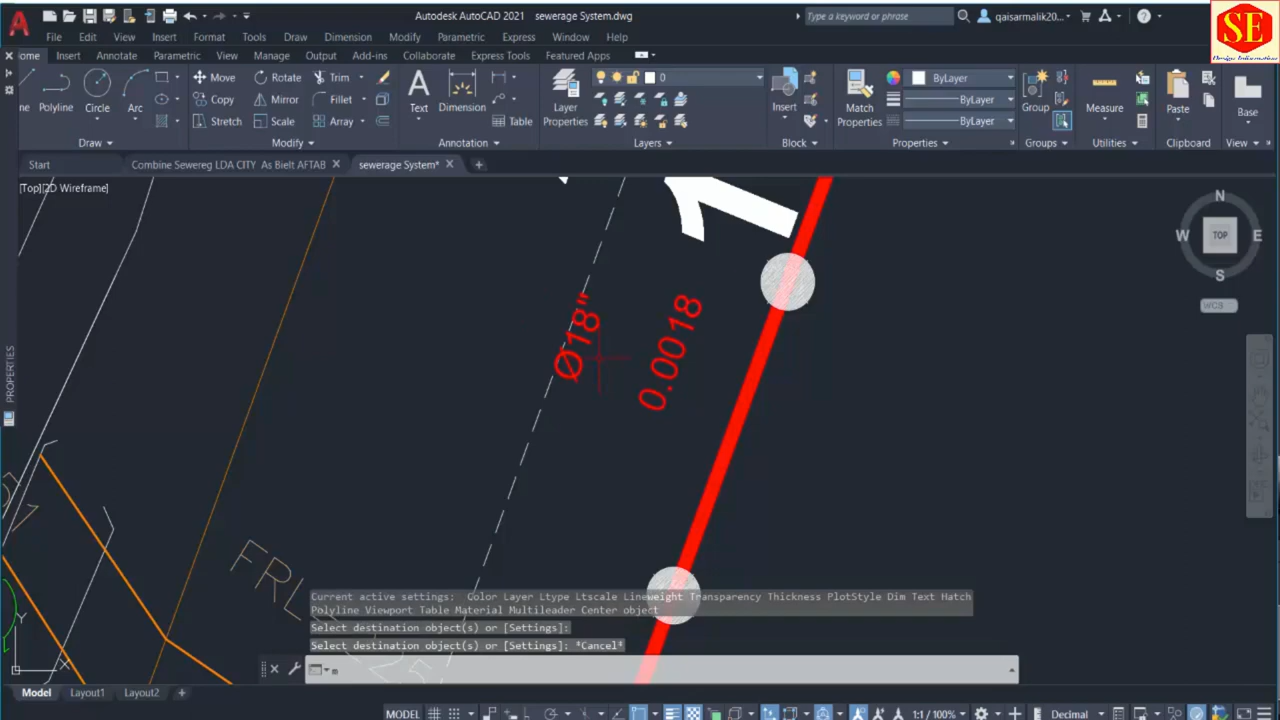 SE
Design Information
Autodesk AutoCAD 2021 sewerage System.dwg
Type a keyword or phrase
qaisarmalik20...
File Edit View Insert Format Tools Draw Dimension Modify Parametric Express Window Help
ome Insert Annotate Parametric View Manage Output Add-ins Collaborate Express Tools Featured Apps
ne Polyline Circle Arc
Move Rotate Trim
Copy Mirror Fillet
Stretch Scale Array
Text Dimension Table
Layer Properties
0
Insert
Match Properties
ByLayer
ByLayer
ByLayer
Group
Measure
Paste
Base
Draw Modify Annotation Layers Block Properties Groups Utilities Clipboard View
Start Combine Sewereg LDA CITY As Bielt AFTAB sewerage System*
[Top][2D Wireframe]
N
W TOP E
S
WCS
1
Ø18"
0.0018
PROPERTIES
Y
X
Current active settings: Color Layer Ltype Ltscale Lineweight Transparency Thickness PlotStyle Dim Text Hatch
Polyline Viewport Table Material Multileader Center object
Select destination object(s) or [Settings]:
Select destination object(s) or [Settings]: *Cancel*
m
Model Layout1 Layout2 +
MODEL 1:1 / 100% Decimal